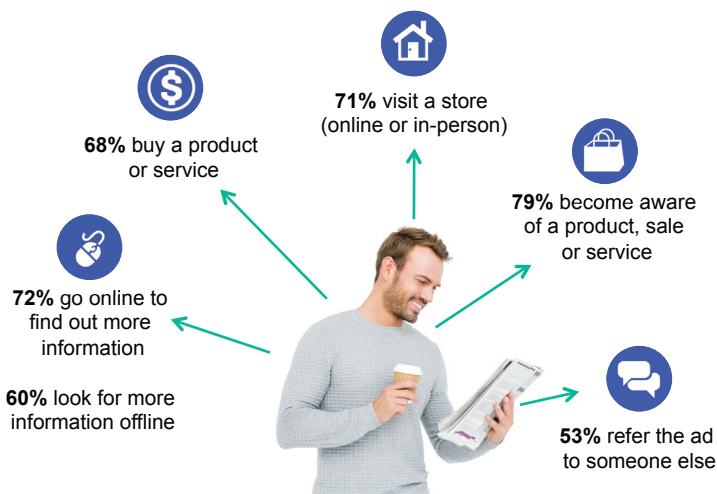 71% visit a store
(online or in-person)
68% buy a product
or service
79% become aware
of a product, sale
or service
72% go online to
find out more
information
60% look for more
information offline
53% refer the ad
to someone else